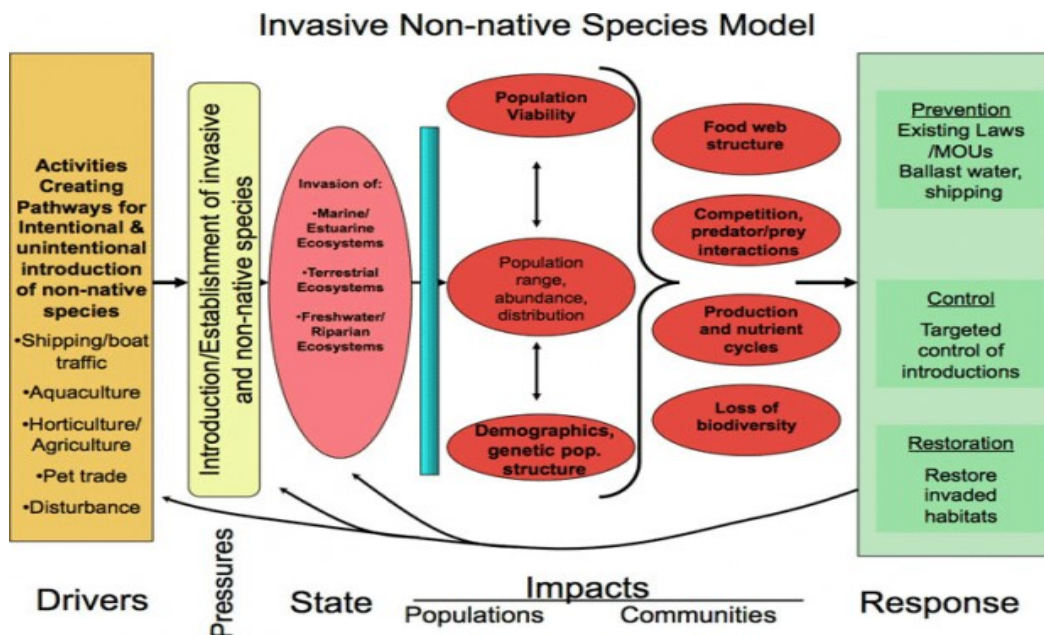 Invasive Non-native Species Model
Activities
Creating
Pathways for
Intentional &
unintentional
introduction
of non-native
species
•Shipping/boat
traffic
•Aquaculture
•Horticulture/
Agriculture
•Pet trade
•Disturbance
Introduction/Establishment of invasive
and non-native species
Invasion of:
•Marine/
Estuarine
Ecosystems
•Terrestrial
Ecosystems
•Freshwater/
Riparian
Ecosystems
Population
Viability
Population
range,
abundance,
distribution
Demographics,
genetic pop.
structure
Food web
structure
Competition,
predator/prey
interactions
Production
and nutrient
cycles
Loss of
biodiversity
Prevention
Existing Laws
/MOUs
Ballast water,
shipping
Control
Targeted
control of
introductions
Restoration
Restore
invaded
habitats
Drivers
Pressures
State
Impacts
Populations
Communities
Response